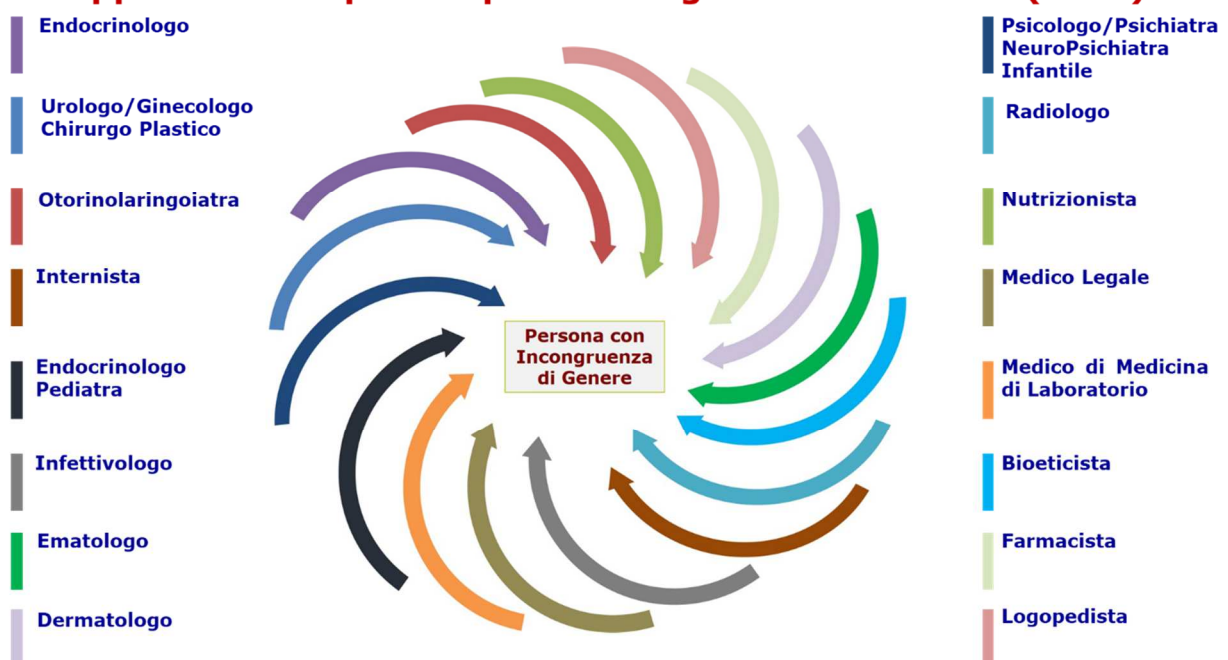 Endocrinologo
Urologo/Ginecologo
Chirurgo Plastico
Otorinolaringoiatra
Internista
Endocrinologo
Pediatra
Infettivologo
Ematologo
Dermatologo
Persona con
Incongruenza
di Genere
Psicologo/Psichiatra
NeuroPsichiatra
Infantile
Radiologo
Nutrizionista
Medico Legale
Medico di Medicina
di Laboratorio
Bioeticista
Farmacista
Logopedista